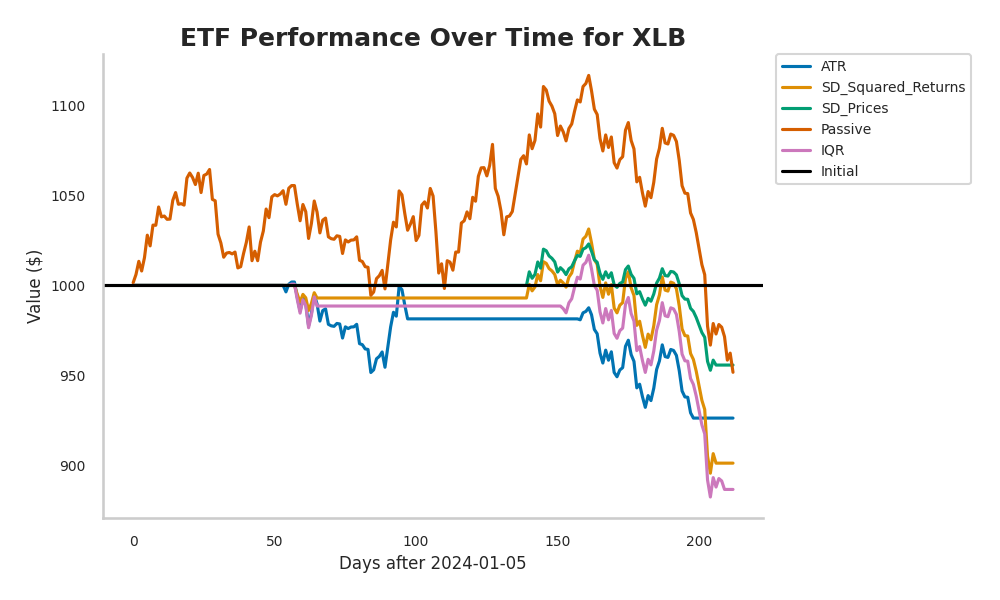 ETF Performance Over Time for XLB
ATR
SD_Squared_Returns
SD_Prices
Passive
IQR
Initial
Value ($)
1100
1050
1000
950
900
0 50 100 150 200
Days after 2024-01-05